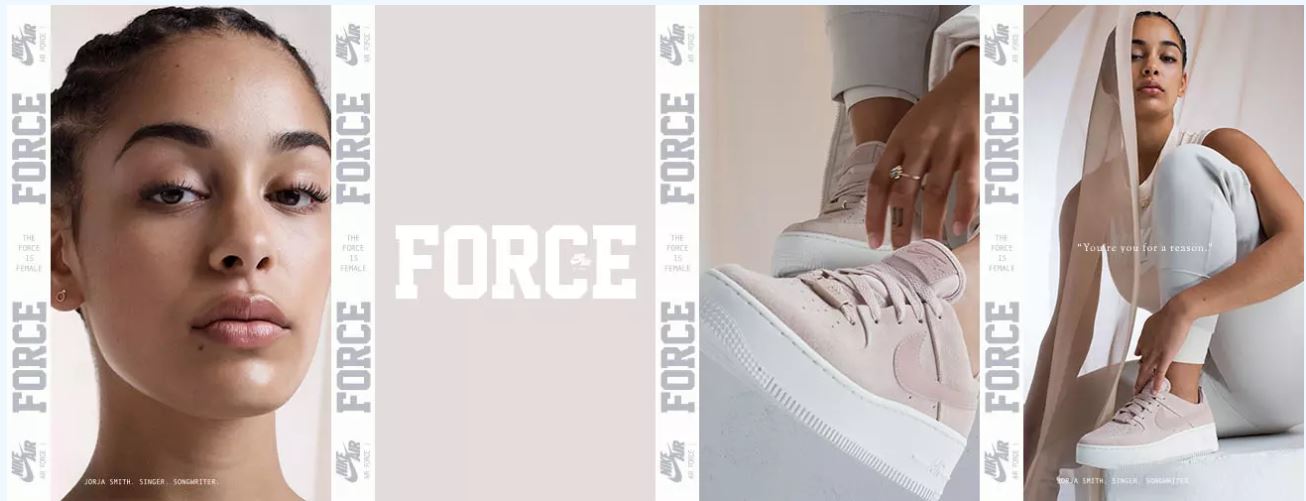 NIKE AIR
AIR FORCE 1
FORCE
THE
FORCE
IS
FEMALE
FORCE
NIKE AIR
AIR FORCE 1
JORJA SMITH. SINGER. SONGWRITER.
NIKE AIR
AIR FORCE 1
FORCE
THE
FORCE
IS
FEMALE
FORCE
NIKE AIR
AIR FORCE 1
FORCE
NIKE AIR
AIR FORCE 1
FORCE
THE
FORCE
IS
FEMALE
FORCE
NIKE AIR
AIR FORCE 1
NIKE AIR
AIR FORCE 1
FORCE
THE
FORCE
IS
FEMALE
FORCE
NIKE AIR
AIR FORCE 1
“You're you for a reason.”
JORJA SMITH. SINGER. SONGWRITER.